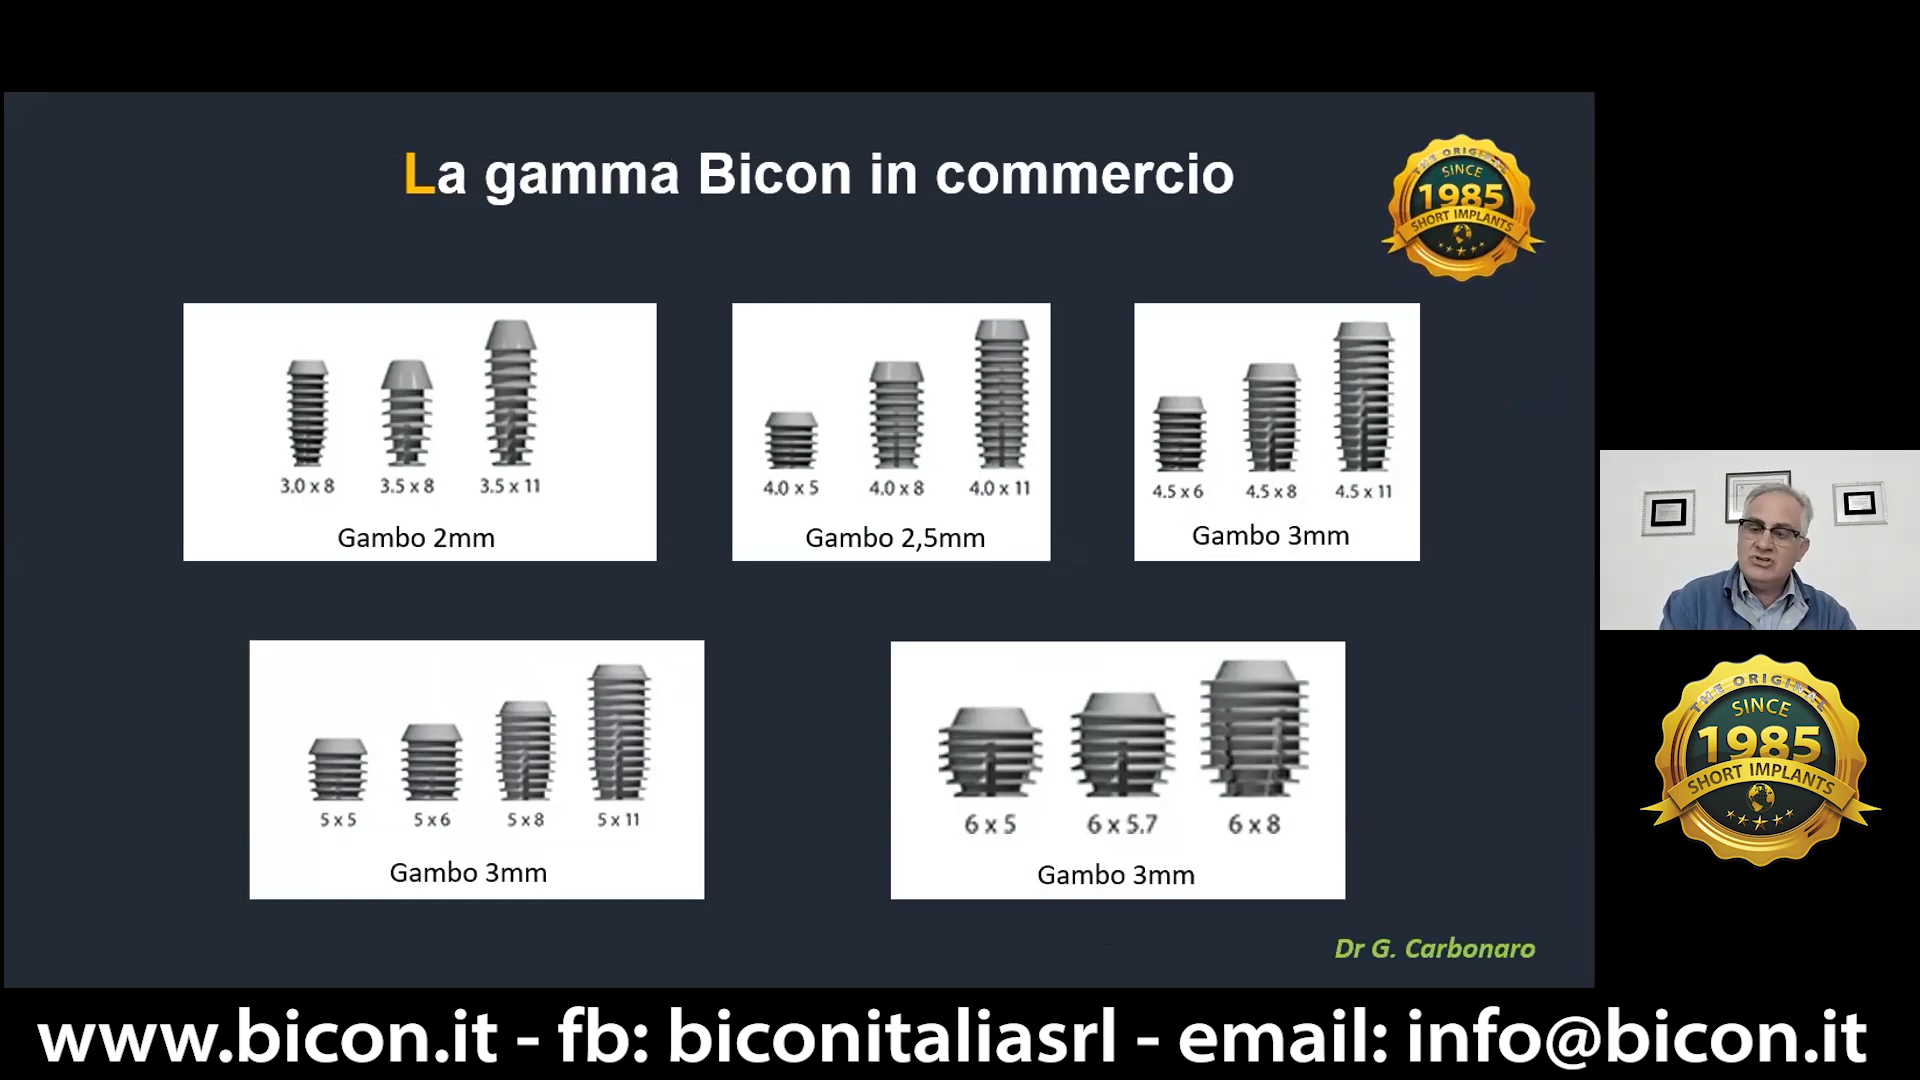 La gamma Bicon in commercio
THE ORIGINAL
SINCE
1985
SHORT IMPLANTS
3.0 x 8 3.5 x 8 3.5 x 11
Gambo 2mm
4.0 x 5 4.0 x 8 4.0 x 11
Gambo 2,5mm
4.5 x 6 4.5 x 8 4.5 x 11
Gambo 3mm
5 x 5 5 x 6 5 x 8 5 x 11
Gambo 3mm
6 x 5 6 x 5.7 6 x 8
Gambo 3mm
Dr G. Carbonaro
THE ORIGINAL
SINCE
1985
SHORT IMPLANTS
www.bicon.it - fb: biconitaliasrl - email: info@bicon.it